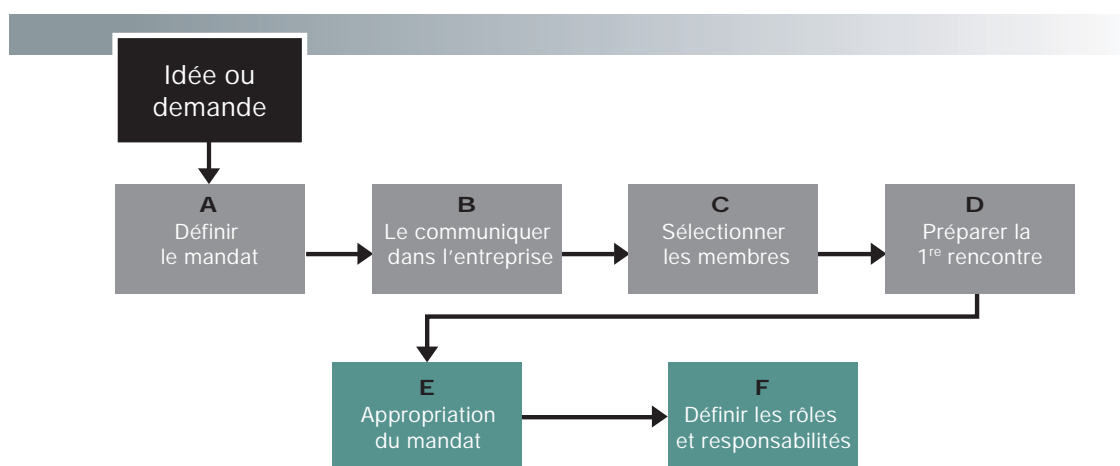 Idée ou
demande
A
Définir
le mandat
B
Le communiquer
dans l'entreprise
C
Sélectionner
les membres
D
Préparer la
1re rencontre
E
Appropriation
du mandat
F
Définir les rôles
et responsabilités